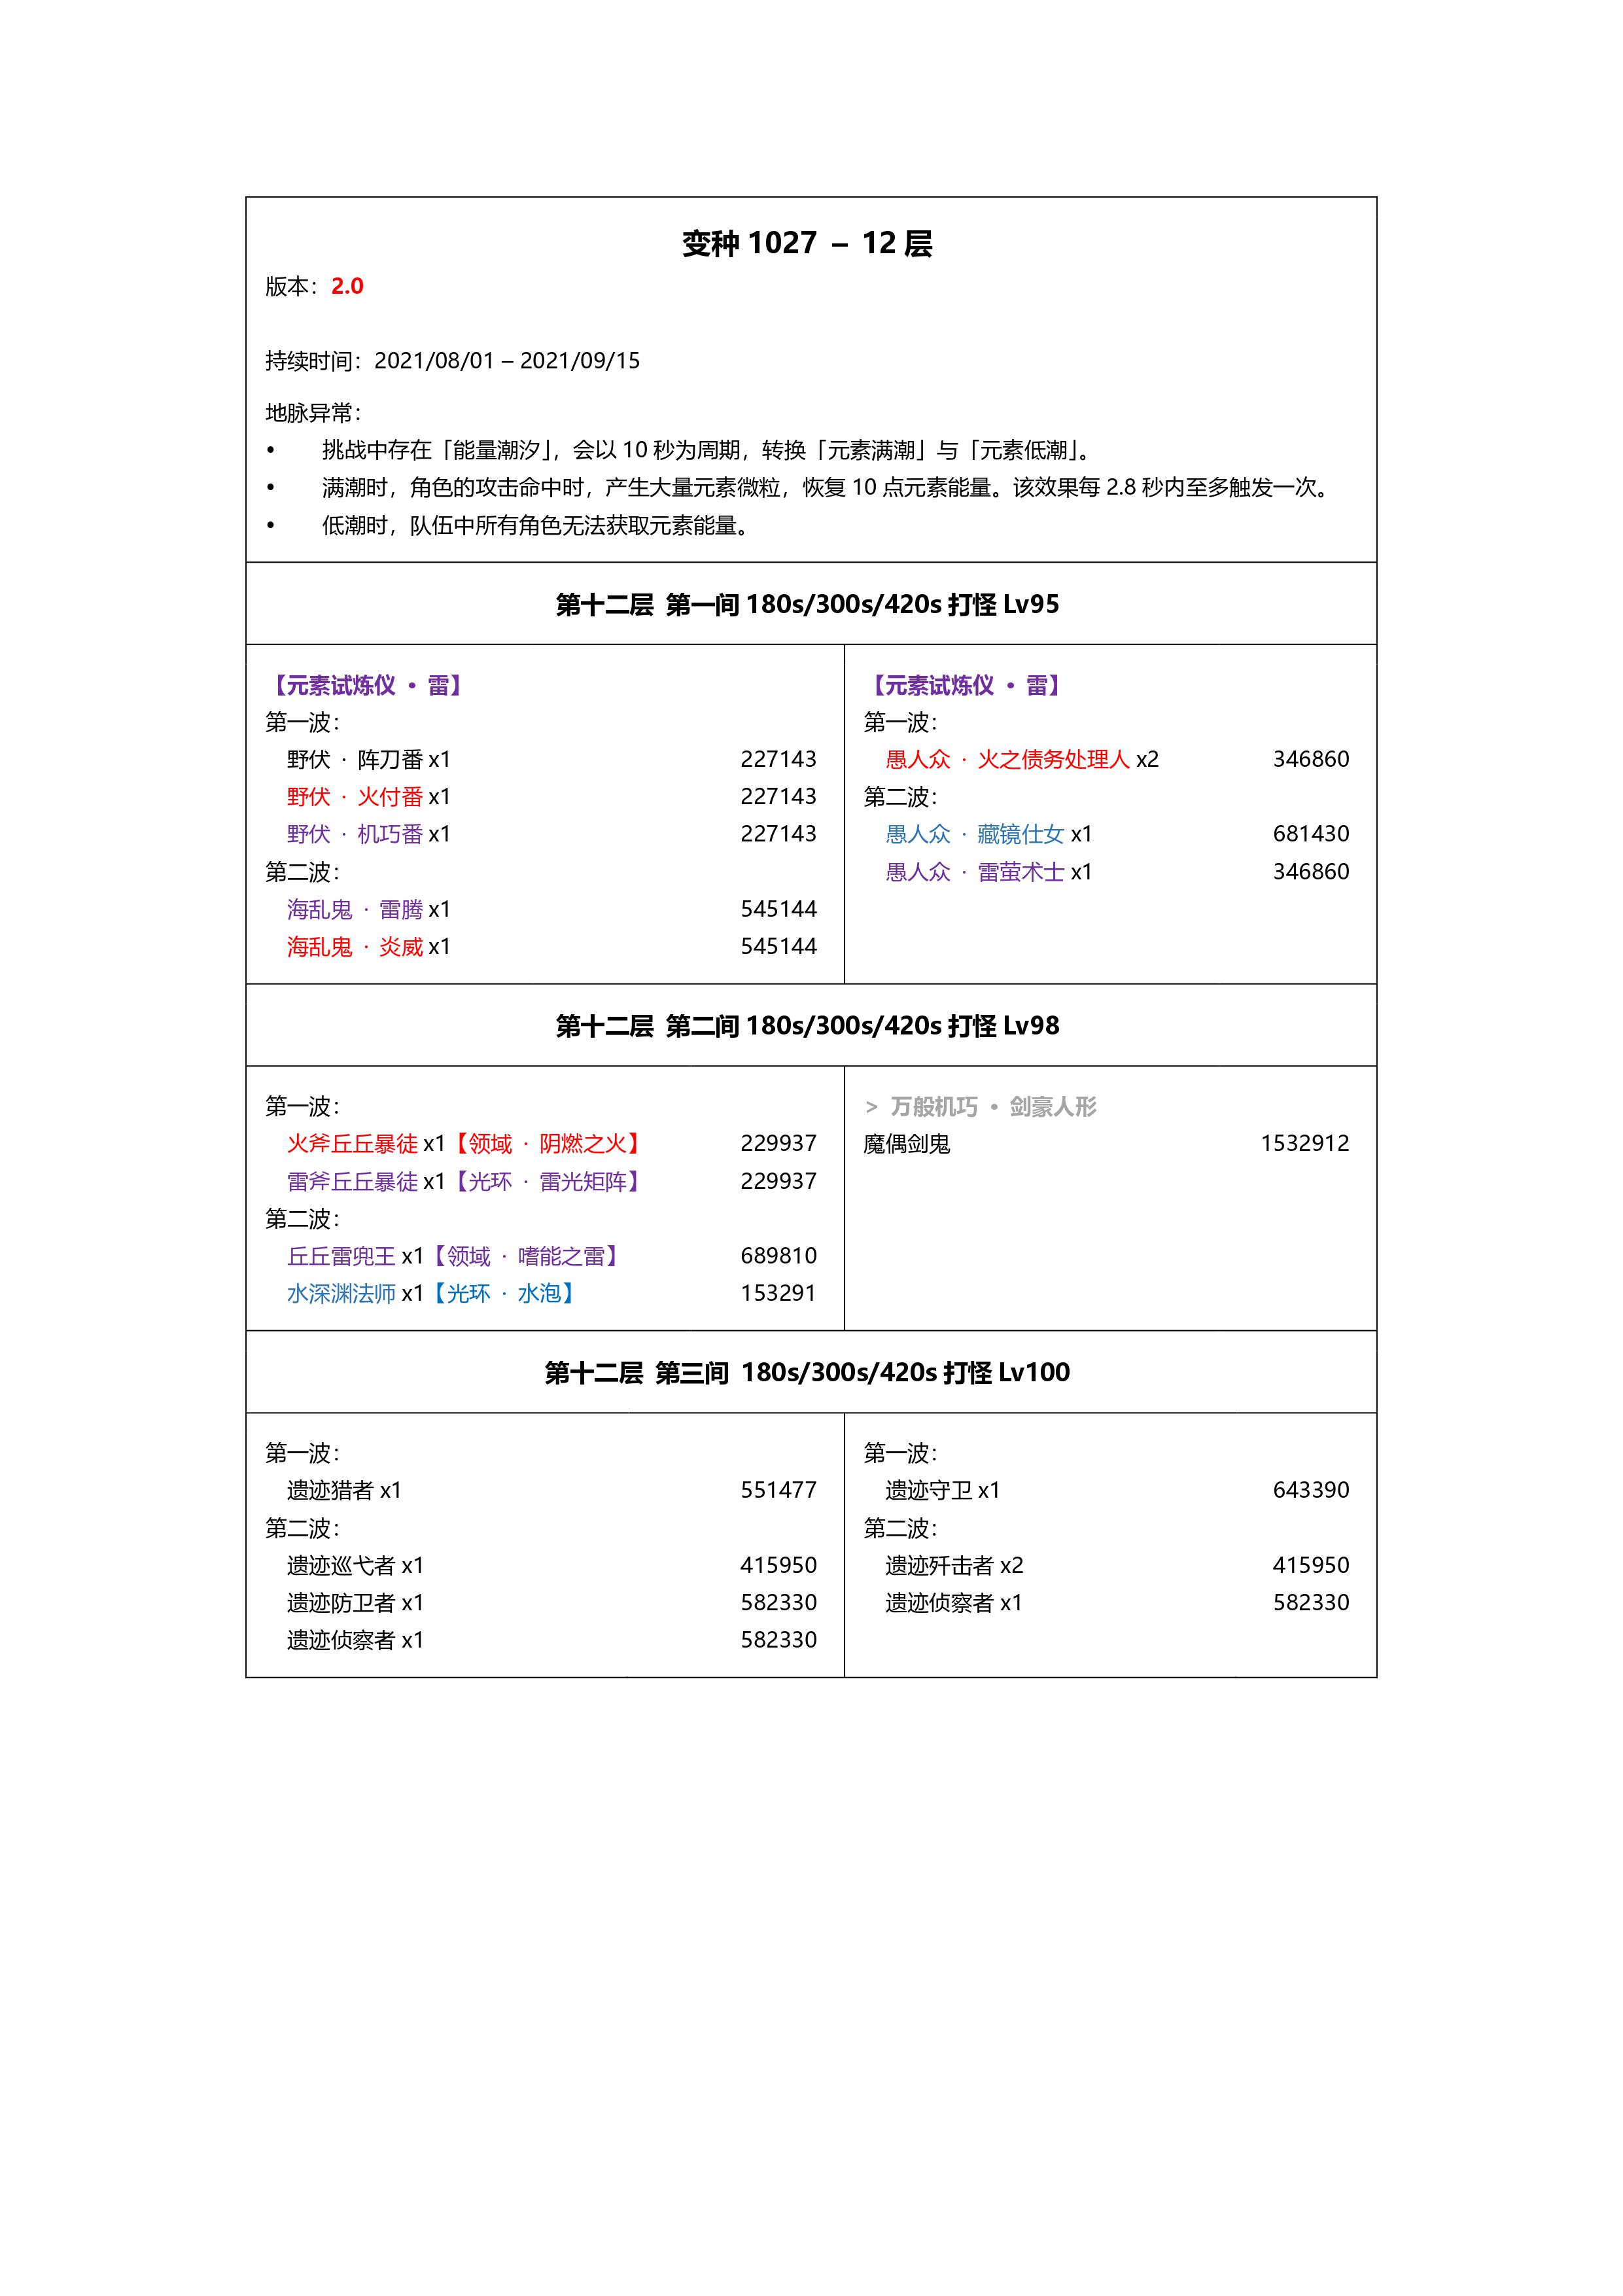 变种 1027 – 12 层
版本：2.0
持续时间：2021/08/01 – 2021/09/15
地脉异常：
• 挑战中存在「能量潮汐」，会以 10 秒为周期，转换「元素满潮」与「元素低潮」。
• 满潮时，角色的攻击命中时，产生大量元素微粒，恢复 10 点元素能量。该效果每 2.8 秒内至多触发一次。
• 低潮时，队伍中所有角色无法获取元素能量。
第十二层 第一间 180s/300s/420s 打怪 Lv95
【元素试炼仪 • 雷】
第一波：
野伏 · 阵刀番 x1 227143
野伏 · 火付番 x1 227143
野伏 · 机巧番 x1 227143
第二波：
海乱鬼 · 雷腾 x1 545144
海乱鬼 · 炎威 x1 545144
【元素试炼仪 • 雷】
第一波：
愚人众 · 火之债务处理人 x2 346860
第二波：
愚人众 · 藏镜仕女 x1 681430
愚人众 · 雷萤术士 x1 346860
第十二层 第二间 180s/300s/420s 打怪 Lv98
第一波：
火斧丘丘暴徒 x1【领域 · 阴燃之火】 229937
雷斧丘丘暴徒 x1【光环 · 雷光矩阵】 229937
第二波：
丘丘雷兜王 x1【领域 · 嗜能之雷】 689810
水深渊法师 x1【光环 · 水泡】 153291
> 万般机巧 • 剑豪人形
魔偶剑鬼 1532912
第十二层 第三间 180s/300s/420s 打怪 Lv100
第一波：
遗迹猎者 x1 551477
第二波：
遗迹巡弋者 x1 415950
遗迹防卫者 x1 582330
遗迹侦察者 x1 582330
第一波：
遗迹守卫 x1 643390
第二波：
遗迹歼击者 x2 415950
遗迹侦察者 x1 582330